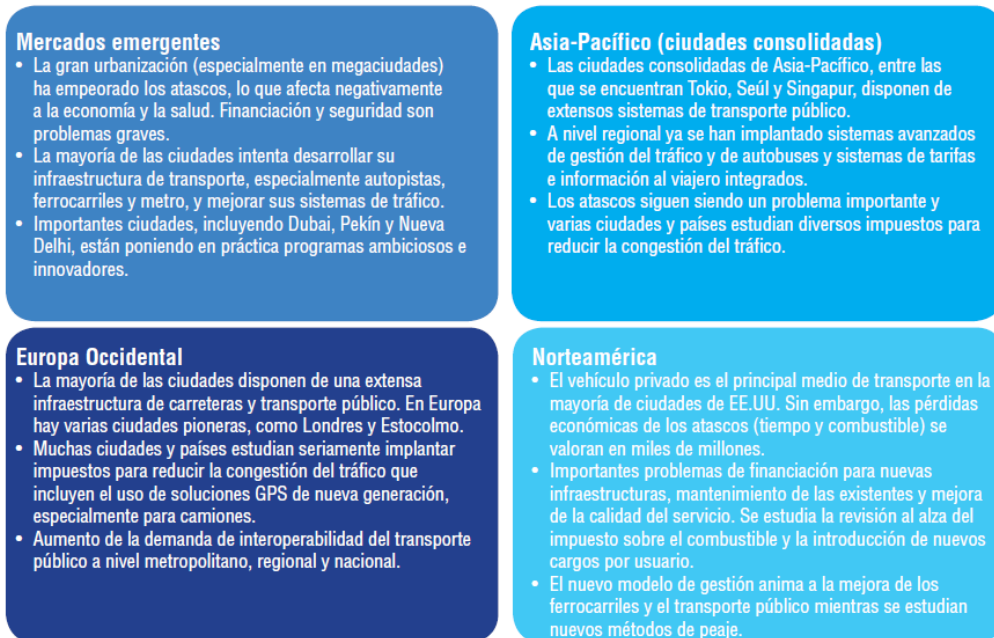 Mercados emergentes
• La gran urbanización (especialmente en megaciudades)
ha empeorado los atascos, lo que afecta negativamente
a la economía y la salud. Financiación y seguridad son
problemas graves.
• La mayoría de las ciudades intenta desarrollar su
infraestructura de transporte, especialmente autopistas,
ferrocarriles y metro, y mejorar sus sistemas de tráfico.
• Importantes ciudades, incluyendo Dubai, Pekín y Nueva
Delhi, están poniendo en práctica programas ambiciosos e
innovadores.
Asia-Pacífico (ciudades consolidadas)
• Las ciudades consolidadas de Asia-Pacífico, entre las
que se encuentran Tokio, Seúl y Singapur, disponen de
extensos sistemas de transporte público.
• A nivel regional ya se han implantado sistemas avanzados
de gestión del tráfico y de autobuses y sistemas de tarifas
e información al viajero integrados.
• Los atascos siguen siendo un problema importante y
varias ciudades y países estudian diversos impuestos para
reducir la congestión del tráfico.
Europa Occidental
• La mayoría de las ciudades disponen de una extensa
infraestructura de carreteras y transporte público. En Europa
hay varias ciudades pioneras, como Londres y Estocolmo.
• Muchas ciudades y países estudian seriamente implantar
impuestos para reducir la congestión del tráfico que
incluyen el uso de soluciones GPS de nueva generación,
especialmente para camiones.
• Aumento de la demanda de interoperabilidad del transporte
público a nivel metropolitano, regional y nacional.
Norteamérica
• El vehículo privado es el principal medio de transporte en la
mayoría de ciudades de EE.UU. Sin embargo, las pérdidas
económicas de los atascos (tiempo y combustible) se
valoran en miles de millones.
• Importantes problemas de financiación para nuevas
infraestructuras, mantenimiento de las existentes y mejora
de la calidad del servicio. Se estudia la revisión al alza del
impuesto sobre el combustible y la introducción de nuevos
cargos por usuario.
• El nuevo modelo de gestión anima a la mejora de los
ferrocarriles y el transporte público mientras se estudian
nuevos métodos de peaje.